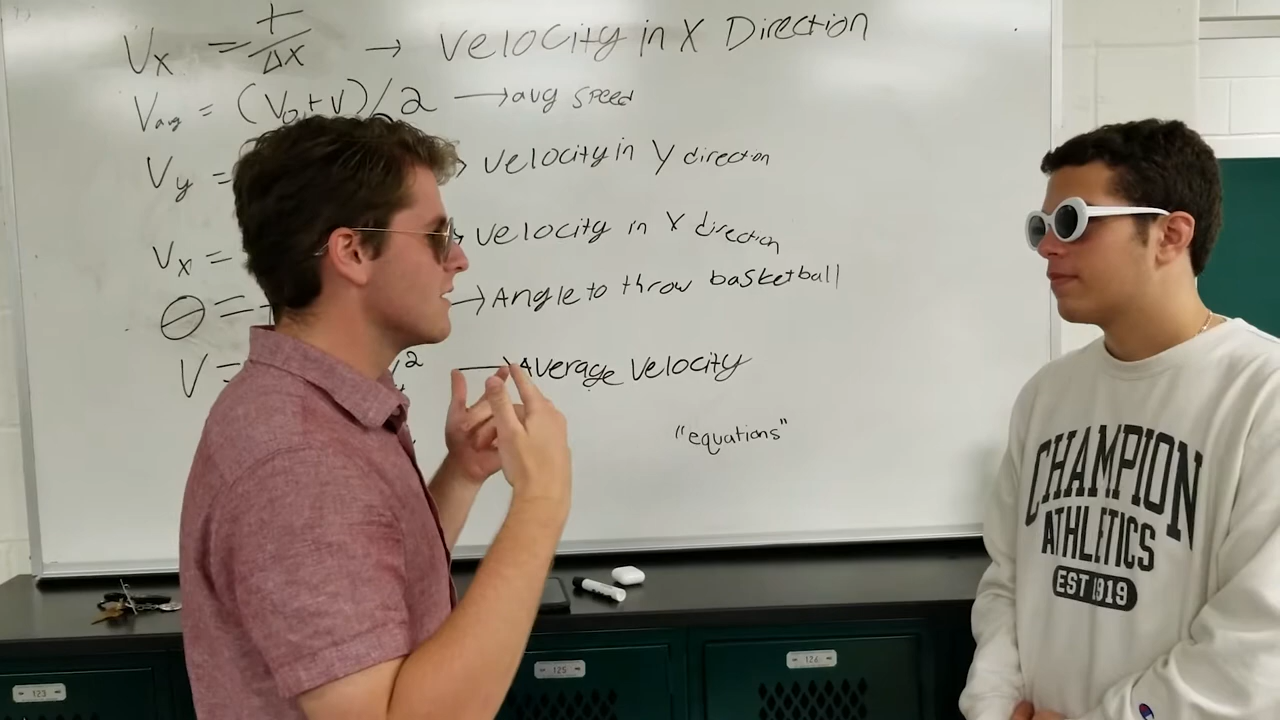 Vx = t/Δx → Velocity in X Direction
Vavg = (V0+V)/2 → avg speed
Vy = → Velocity in Y direction
Vx = → Velocity in X direction
θ = → Angle to throw basketball
V = 2 → Average Velocity
"equations"
CHAMPION
ATHLETICS
EST 1919
123
125
126